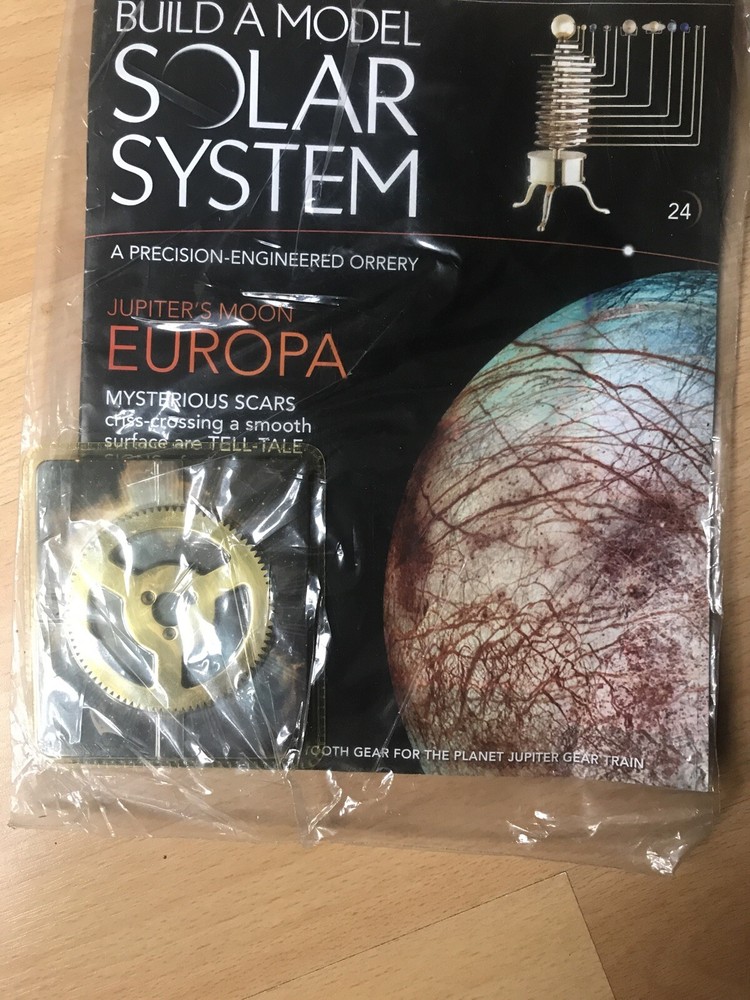 BUILD A MODEL
SOLAR
SYSTEM
24
A PRECISION-ENGINEERED ORRERY
JUPITER'S MOON
EUROPA
MYSTERIOUS SCARS
criss-crossing a smooth
surface are TELL-TALE
TOOTH GEAR FOR THE PLANET JUPITER GEAR TRAIN